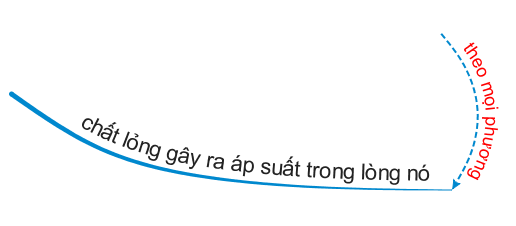 chất lỏng gây ra áp suất trong lòng nó
theo mọi phương